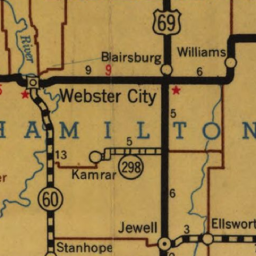 69
River
Blairsburg
Williams
9
9
6
Webster City
HAMILTON
5
13
Kamrar
298
5
60
6
Jewell
3
Ellswor
Stanhope